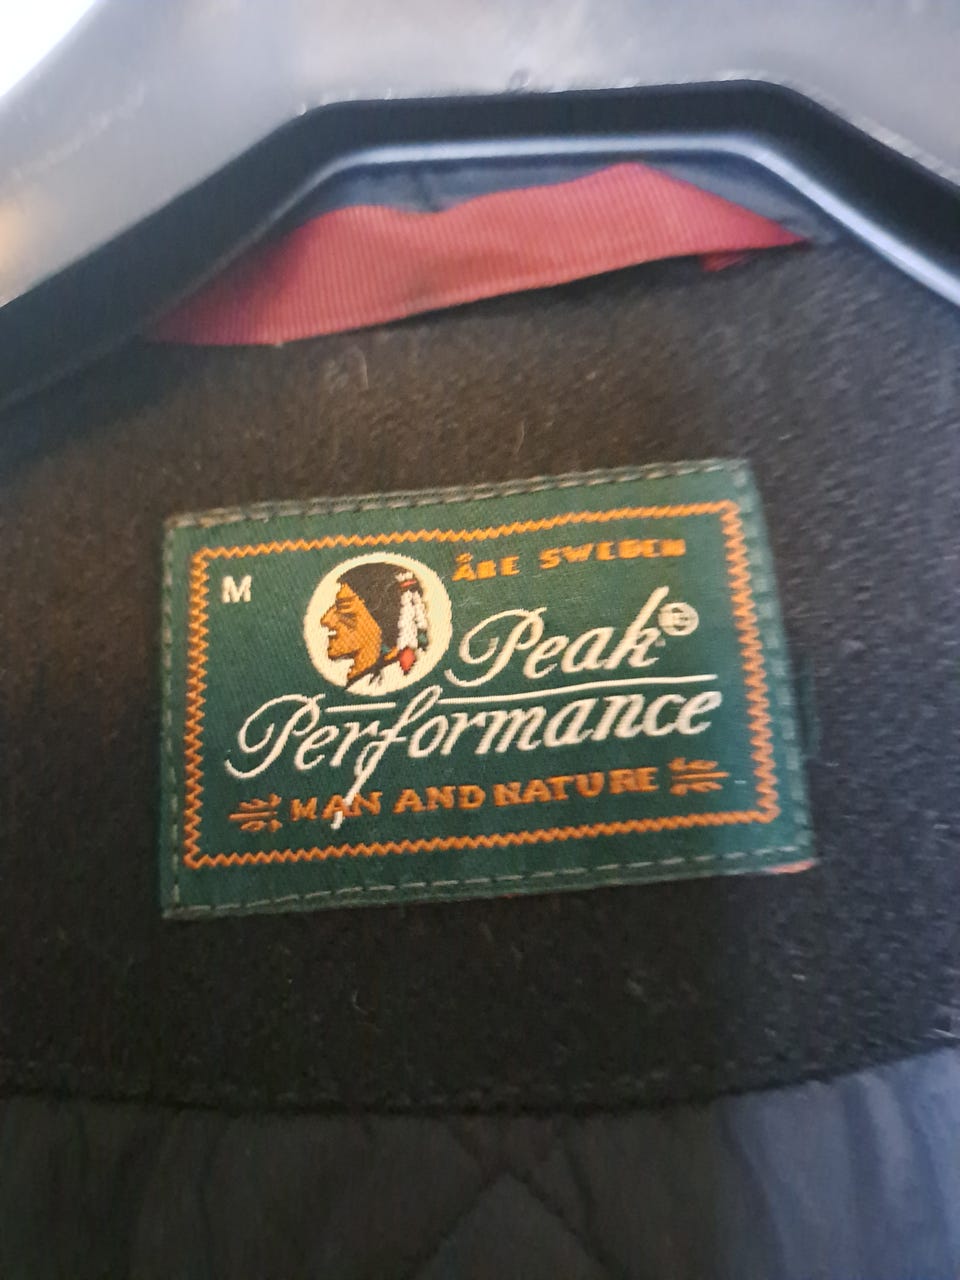 M
ÅRE SWEDEN
Peak®
Performance
MAN AND NATURE